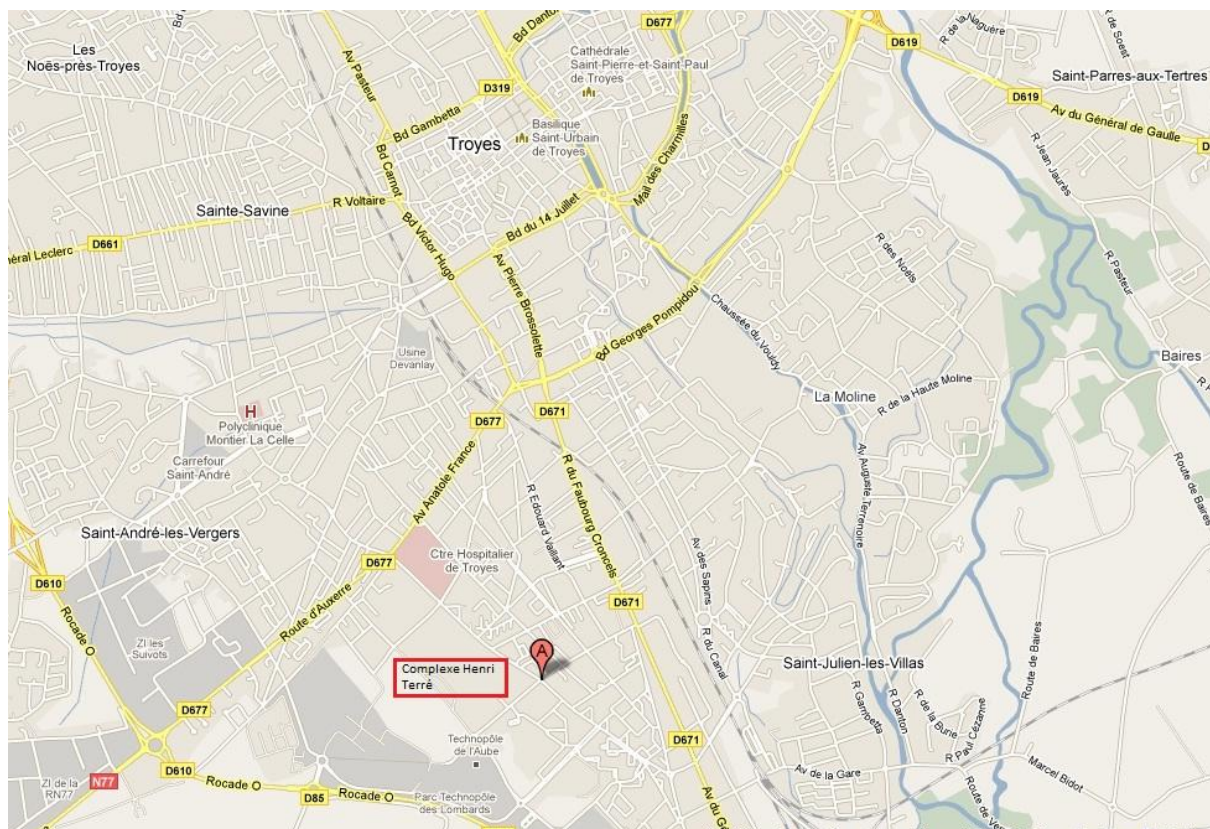 Les
Noës-près-Troyes
Av Pasteur
Bd Danton
D677
R de la Naguère
R de Soest
D619
Cathédrale
Saint-Pierre-et-Saint-Paul
de Troyes
Saint-Parres-aux-Tertres
D319
D619
Av du Général de Gaulle
Bd Gambetta
Troyes
Basilique
Saint-Urbain
de Troyes
Mail des Charmilles
R Jean Jaurès
Bd Carnot
R Voltaire
Sainte-Savine
Bd du 14 Juillet
Bd Victor Hugo
D661
néral Leclerc
Av Pierre Brossolette
R des Noëls
R Pasteur
Bd Georges Pompidou
Chaussée du Vouldy
Usine
Devanlay
Baires
La Moline
R de la Haute Moline
H
Polyclinique
Montier La Celle
D677
D671
Carrefour
Saint-André
Av Anatole France
R Edouard Vaillant
R du Faubourg Croncels
Av Auguste Terrenoire
Route de Baires
Saint-André-les-Vergers
Ctre Hospitalier
de Troyes
D677
Av des Sapins
D610
Rocade O
Route d'Auxerre
D671
ZI les
Suivots
R du Canal
A
Complexe Henri
Terré
Saint-Julien-les-Villas
Route de Baires
R Gambetta
R Danton
R de la Burie
R Paul Cézanne
D677
Technopôle
de l'Aube
D671
ZI de la
RN77
N77
D610
Rocade O
D85
Rocade O
Parc Technopôle
des Lombards
Av de la Gare
Marcel Bidot